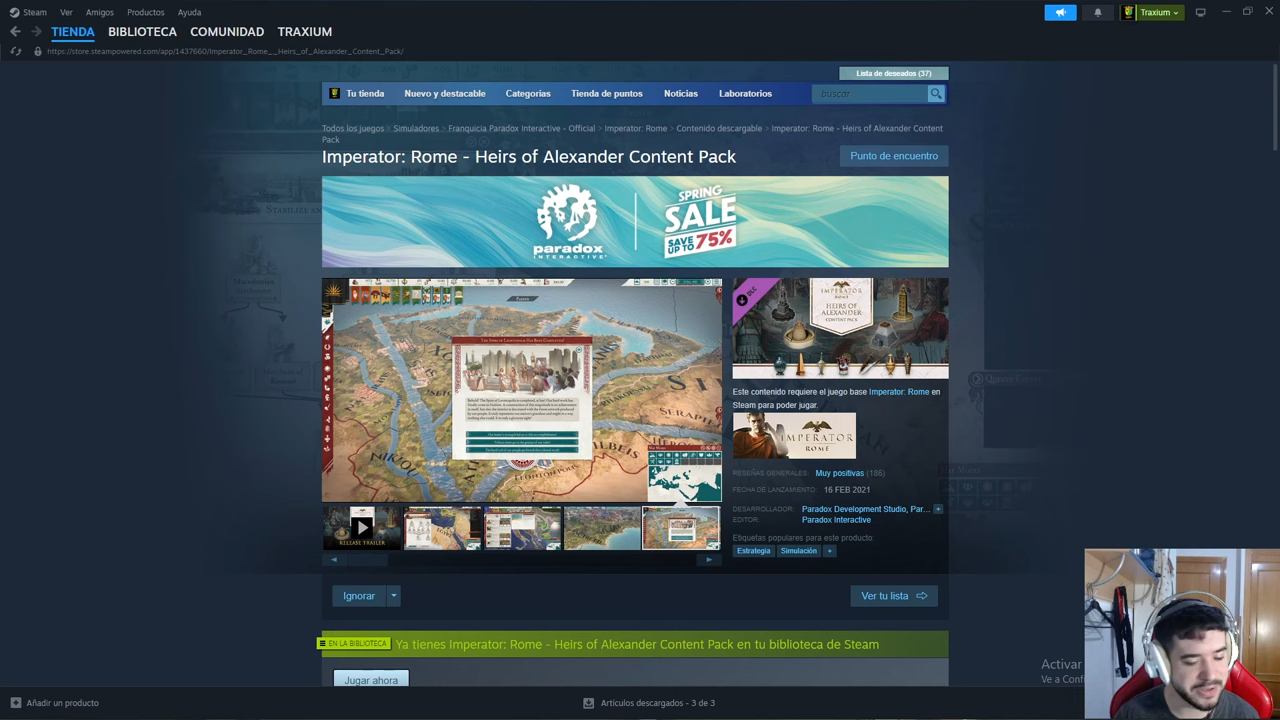 Steam Ver Amigos Productos Ayuda
Traxium
TIENDA BIBLIOTECA COMUNIDAD TRAXIUM
https://store.steampowered.com/app/1437660/Imperator_Rome__Heirs_of_Alexander_Content_Pack/
Lista de deseados (37)
Tu tienda Nuevo y destacable Categorías Tienda de puntos Noticias Laboratorios buscar
Todos los juegos > Simuladores > Franquicia Paradox Interactive - Official > Imperator: Rome > Contenido descargable > Imperator: Rome - Heirs of Alexander Content
Pack
Imperator: Rome - Heirs of Alexander Content Pack
Punto de encuentro
paradox
INTERACTIVE
SPRING
SALE
SAVE UP TO 75%
DLC
IMPERATOR
ROME
HEIRS OF
ALEXANDER
CONTENT PACK
Este contenido requiere el juego base Imperator: Rome en
Steam para poder jugar.
IMPERATOR
ROME
RESEÑAS GENERALES: Muy positivas (186)
FECHA DE LANZAMIENTO: 16 FEB 2021
DESARROLLADOR: Paradox Development Studio, Par... +
EDITOR: Paradox Interactive
Etiquetas populares para este producto:
Estrategia Simulación +
RELEASE TRAILER
Ignorar
Ver tu lista
EN LA BIBLIOTECA
Ya tienes Imperator: Rome - Heirs of Alexander Content Pack en tu biblioteca de Steam
Jugar ahora
Activar
Ve a Confi
Añadir un producto
Artículos descargados - 3 de 3